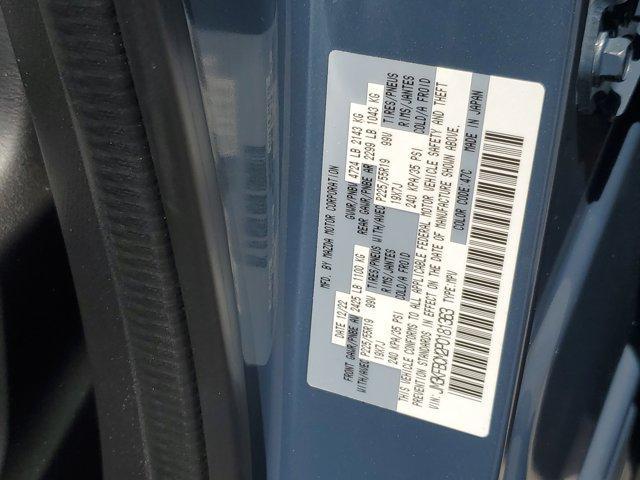 MFD. BY MAZDA MOTOR CORPORATION
DATE 12/22 GVWR/PNBV 4724 LB 2143 KG
FRONT GAWR/PNBE AV 2425 LB 1100 KG REAR GAWR/PNBE AR 2299 LB 1043 KG
WITH/AVEC P225/55R19 99V TIRES/PNEUS WITH/AVEC P225/55R19 99V TIRES/PNEUS
19X7J RIMS/JANTES 19X7J RIMS/JANTES
240 KPA/35 PSI COLD/A FROID 240 KPA/35 PSI COLD/A FROID
THIS VEHICLE CONFORMS TO ALL APPLICABLE FEDERAL MOTOR VEHICLE SAFETY AND THEFT
PREVENTION STANDARDS IN EFFECT ON THE DATE OF MANUFACTURE SHOWN ABOVE.
VIN: TYPE: MPV COLOR CODE: 47C MADE IN JAPAN